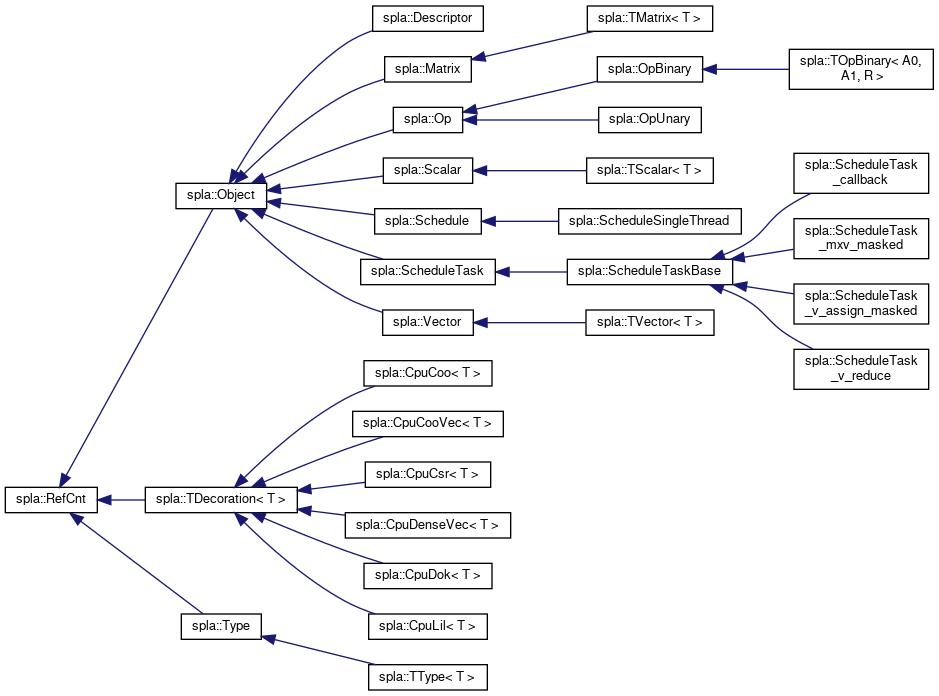 spla::Descriptor
spla::TMatrix< T >
spla::Matrix
spla::OpBinary
spla::TOpBinary< A0,
A1, R >
spla::Op
spla::OpUnary
spla::Scalar
spla::TScalar< T >
spla::ScheduleTask
_callback
spla::Object
spla::Schedule
spla::ScheduleSingleThread
spla::ScheduleTask
_mxv_masked
spla::ScheduleTask
spla::ScheduleTaskBase
spla::ScheduleTask
_v_assign_masked
spla::Vector
spla::TVector< T >
spla::ScheduleTask
_v_reduce
spla::CpuCoo< T >
spla::CpuCooVec< T >
spla::CpuCsr< T >
spla::RefCnt
spla::TDecoration< T >
spla::CpuDenseVec< T >
spla::CpuDok< T >
spla::Type
spla::CpuLil< T >
spla::TType< T >